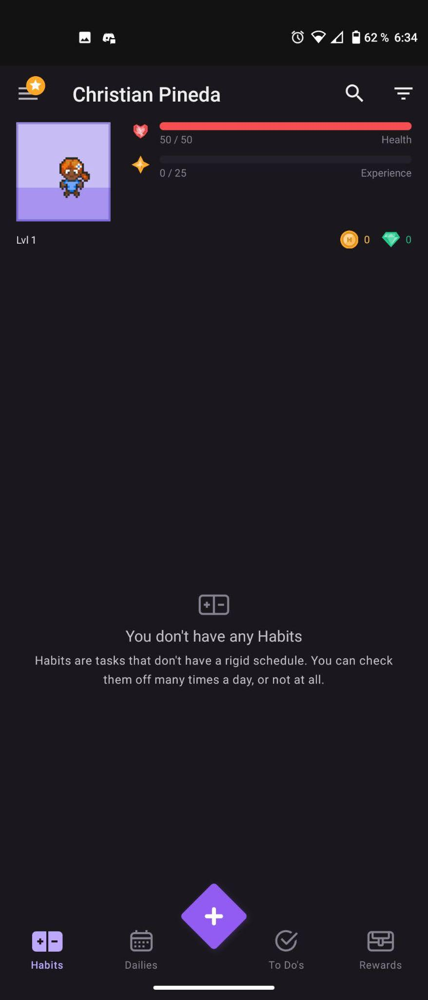 62 % 6:34
Christian Pineda
50 / 50 Health
0 / 25 Experience
Lvl 1 0 0
You don't have any Habits
Habits are tasks that don't have a rigid schedule. You can check
them off many times a day, or not at all.
Habits Dailies To Do's Rewards